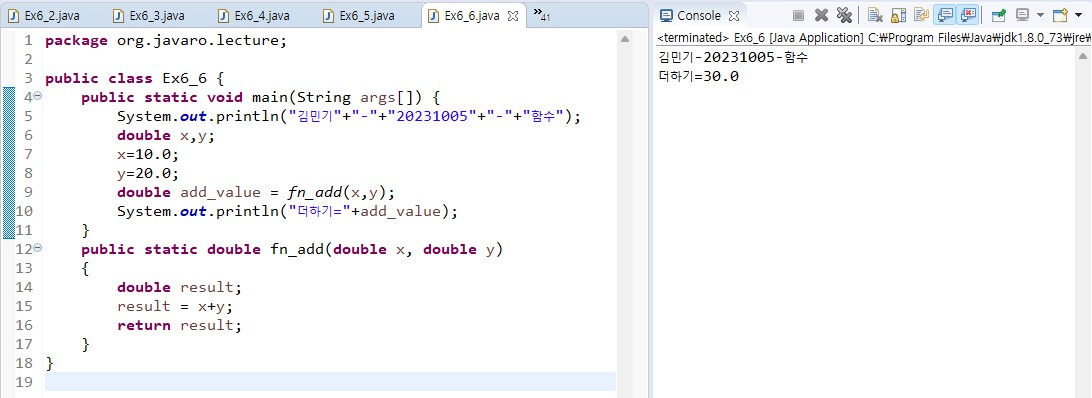 Ex6_2.java Ex6_3.java Ex6_4.java Ex6_5.java Ex6_6.java »41
1 package org.javaro.lecture;
2
3 public class Ex6_6 {
4 public static void main(String args[]) {
5 System.out.println("김민기"+"-"+"20231005"+"-"+"함수");
6 double x,y;
7 x=10.0;
8 y=20.0;
9 double add_value = fn_add(x,y);
10 System.out.println("더하기="+add_value);
11 }
12 public static double fn_add(double x, double y)
13 {
14 double result;
15 result = x+y;
16 return result;
17 }
18 }
19
Console
<terminated> Ex6_6 [Java Application] C:₩Program Files₩Java₩jdk1.8.0_73₩jre₩
김민기-20231005-함수
더하기=30.0